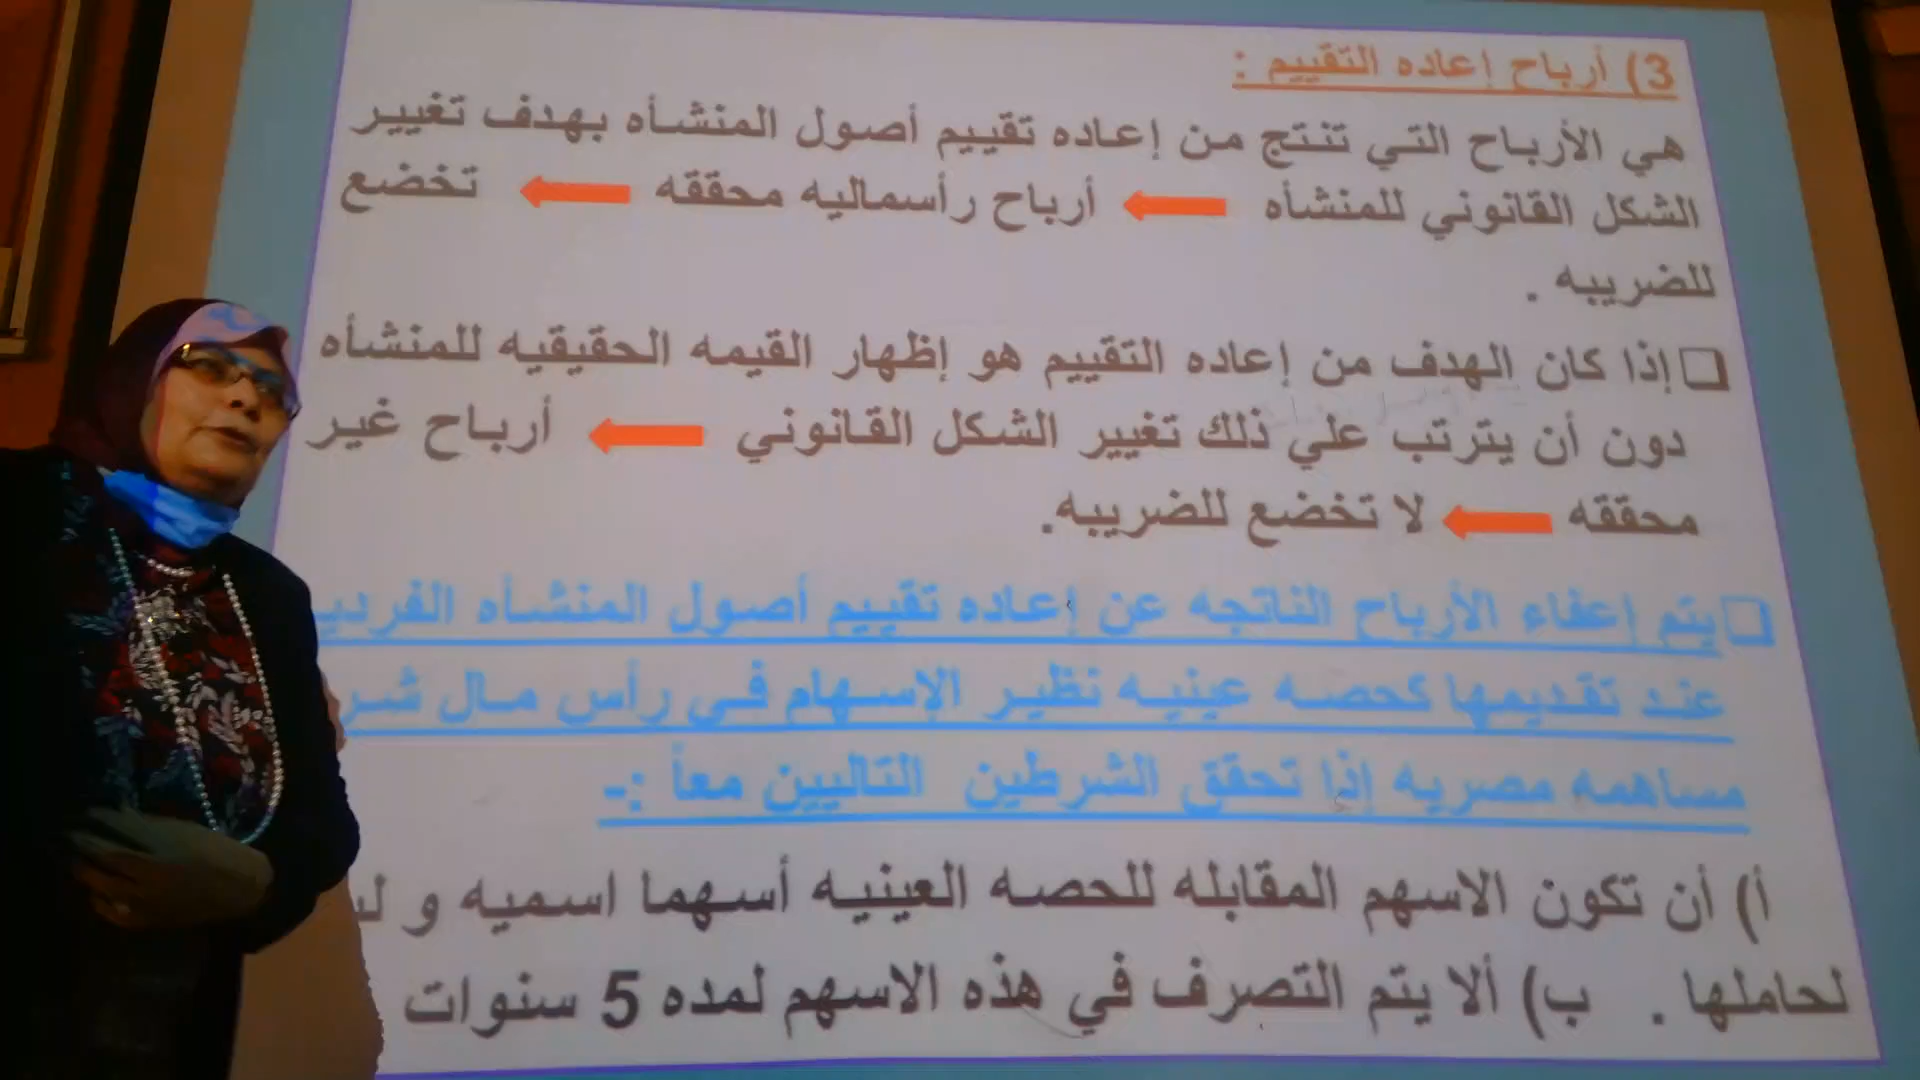 3) أرباح إعاده التقييم :
هي الأرباح التي تنتج من إعاده تقييم أصول المنشأه بهدف تغيير
الشكل القانوني للمنشأه ← أرباح رأسماليه محققه ← تخضع
للضريبه .
❑ إذا كان الهدف من إعاده التقييم هو إظهار القيمه الحقيقيه للمنشأه
دون أن يترتب علي ذلك تغيير الشكل القانوني ← أرباح غير
محققه ← لا تخضع للضريبه.
❑ يتم إعفاء الأرباح الناتجه عن إعاده تقييم أصول المنشأه
عند تقديمها كحصه عينيه نظير الإسهام في رأس مال
مساهمه مصريه إذا تحقق الشرطين التاليين معاً :-
أ) أن تكون الاسهم المقابله للحصه العينيه أسهما اسميه و
لحاملها . ب) ألا يتم التصرف في هذه الاسهم لمده 5 سنوات